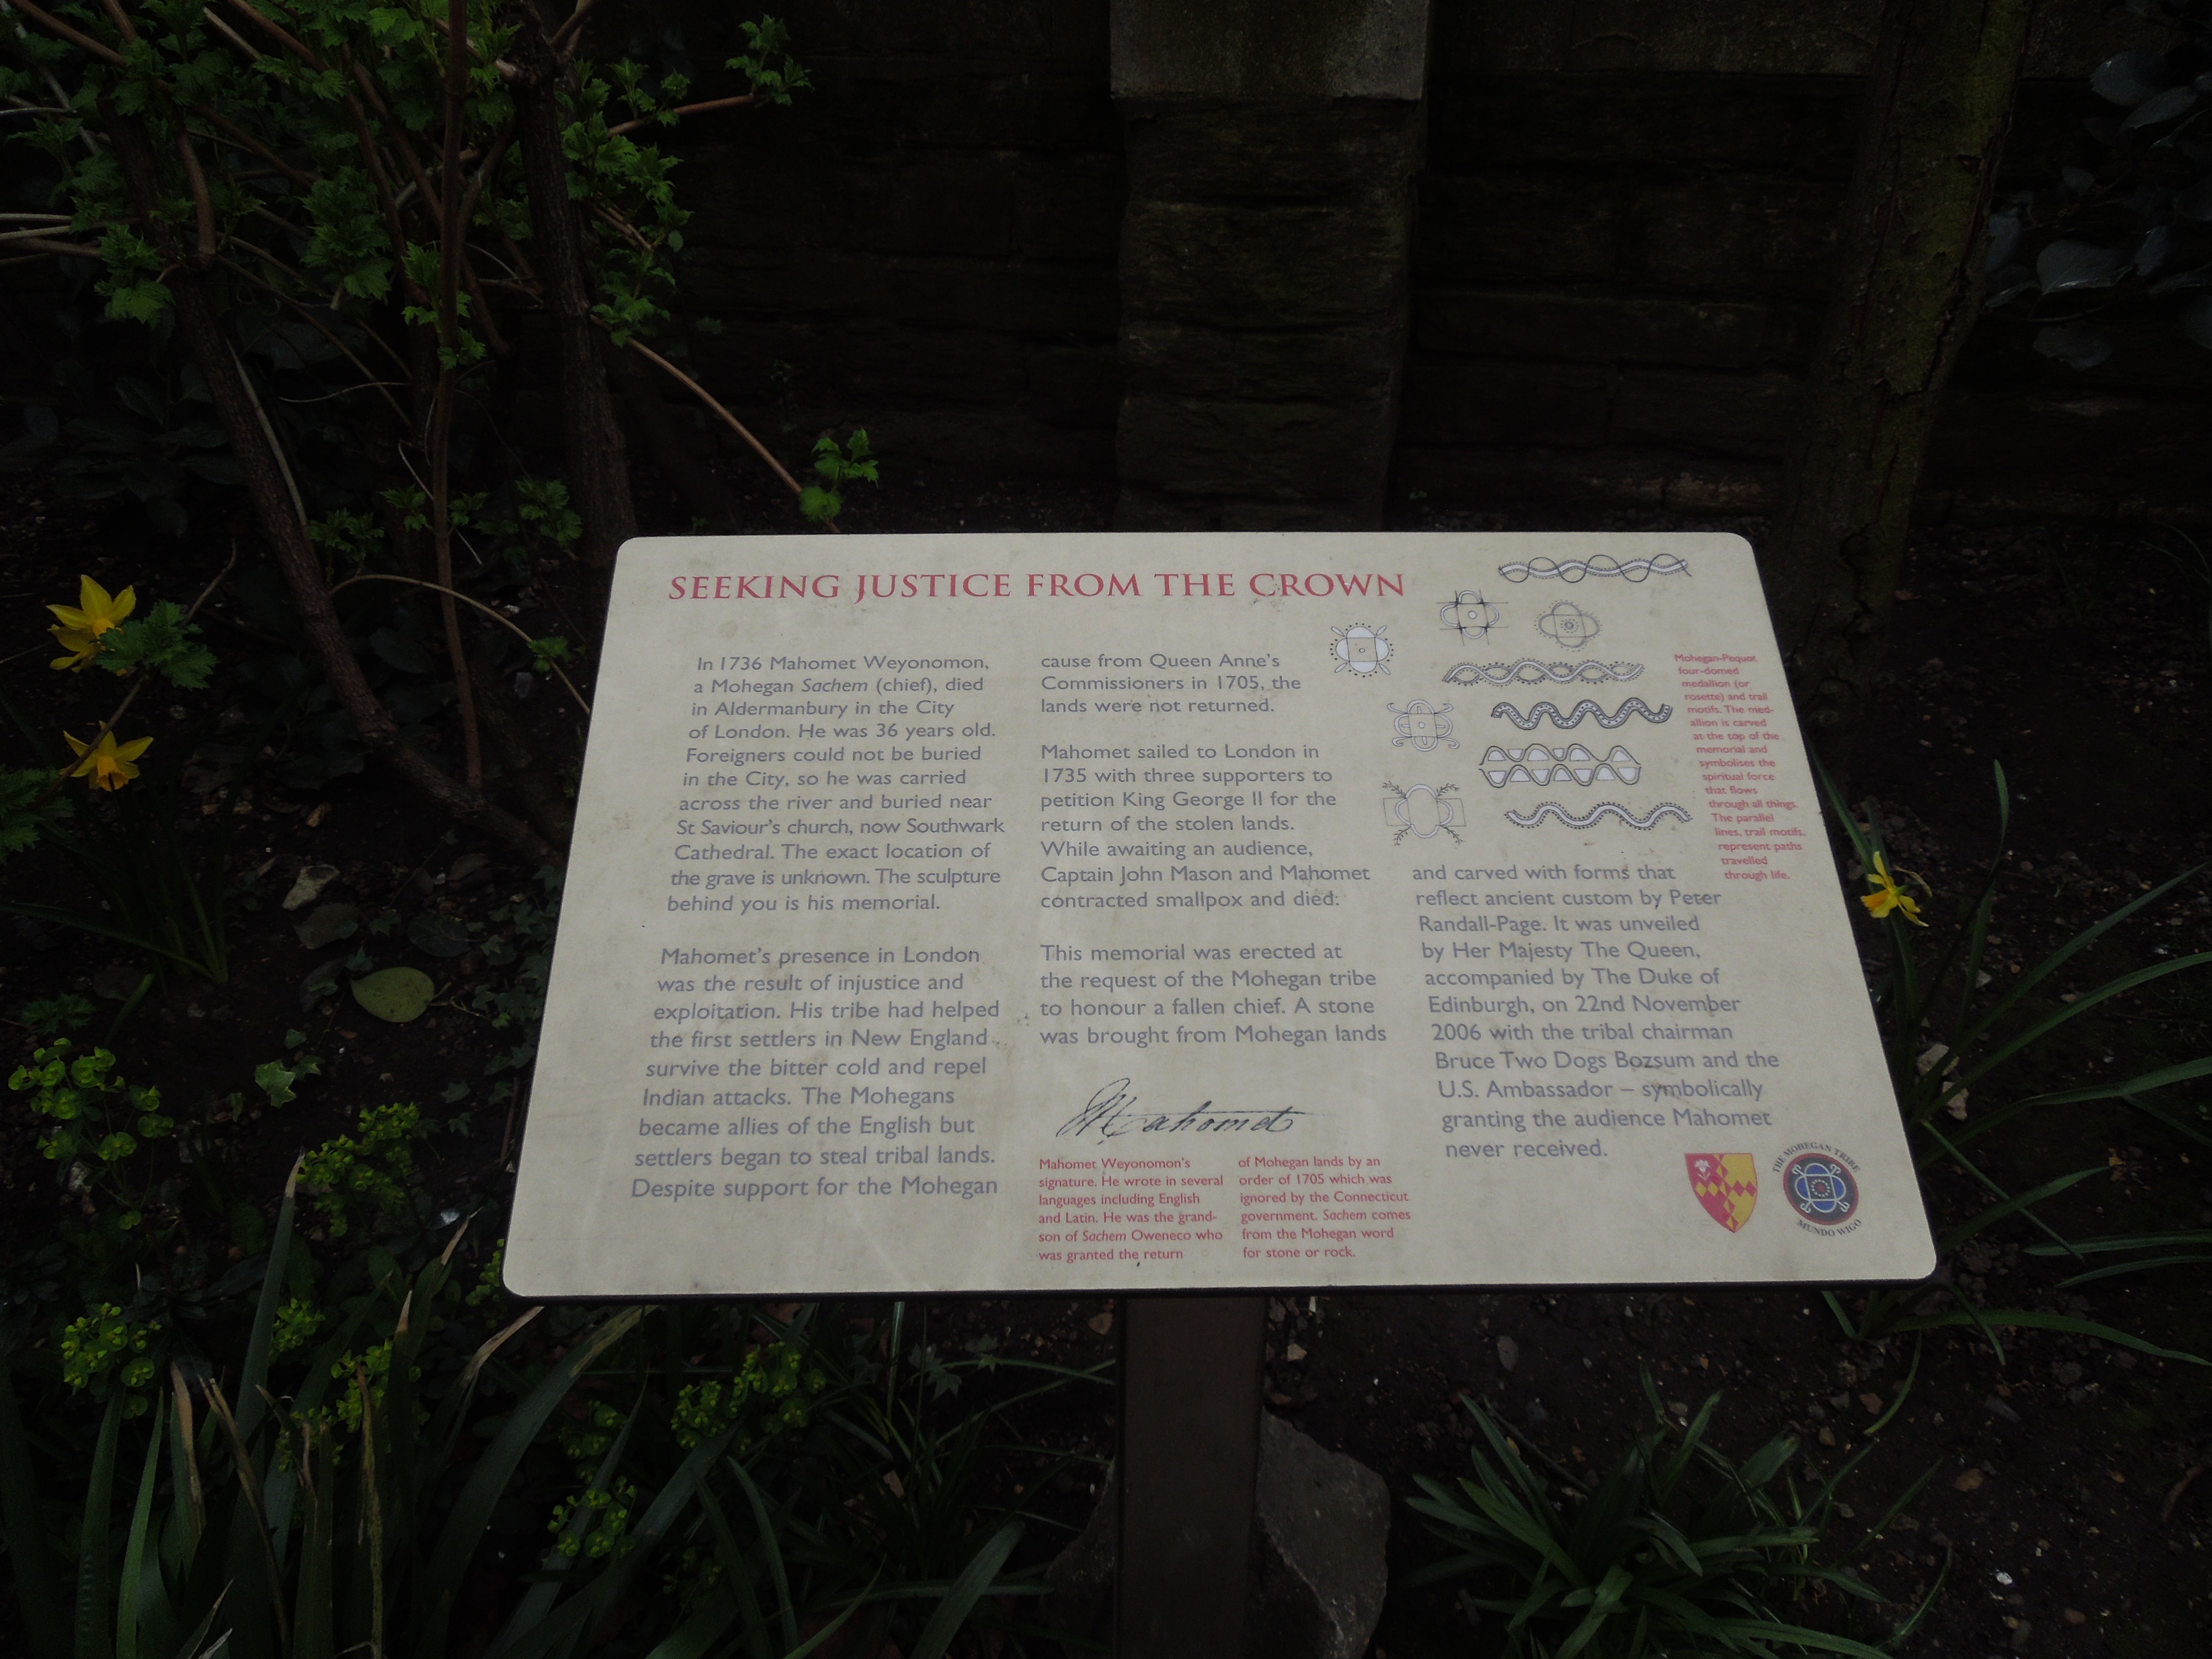 SEEKING JUSTICE FROM THE CROWN
In 1736 Mahomet Weyonomon,
a Mohegan Sachem (chief), died
in Aldermanbury in the City
of London. He was 36 years old.
Foreigners could not be buried
in the City, so he was carried
across the river and buried near
St Saviour's church, now Southwark
Cathedral. The exact location of
the grave is unknown. The sculpture
behind you is his memorial.
Mahomet's presence in London
was the result of injustice and
exploitation. His tribe had helped
the first settlers in New England
survive the bitter cold and repel
Indian attacks. The Mohegans
became allies of the English but
settlers began to steal tribal lands.
Despite support for the Mohegan
cause from Queen Anne's
Commissioners in 1705, the
lands were not returned.
Mahomet sailed to London in
1735 with three supporters to
petition King George II for the
return of the stolen lands.
While awaiting an audience,
Captain John Mason and Mahomet
contracted smallpox and died.
This memorial was erected at
the request of the Mohegan tribe
to honour a fallen chief. A stone
was brought from Mohegan lands
and carved with forms that
reflect ancient custom by Peter
Randall-Page. It was unveiled
by Her Majesty The Queen,
accompanied by The Duke of
Edinburgh, on 22nd November
2006 with the tribal chairman
Bruce Two Dogs Bozsum and the
U.S. Ambassador – symbolically
granting the audience Mahomet
never received.
Mahomet
Mahomet Weyonomon's
signature. He wrote in several
languages including English
and Latin. He was the grand-
son of Sachem Oweneco who
was granted the return
of Mohegan lands by an
order of 1705 which was
ignored by the Connecticut
government. Sachem comes
from the Mohegan word
for stone or rock.
Mohegan-Pequot
four-domed
medallion (or
rosette) and trail
motifs. The med-
allion is carved
at the top of the
memorial and
symbolises the
spiritual force
that flows
through all things.
The parallel
lines, trail motifs,
represent paths
travelled
through life.
THE MOHEGAN TRIBE
MUNDO WIGO